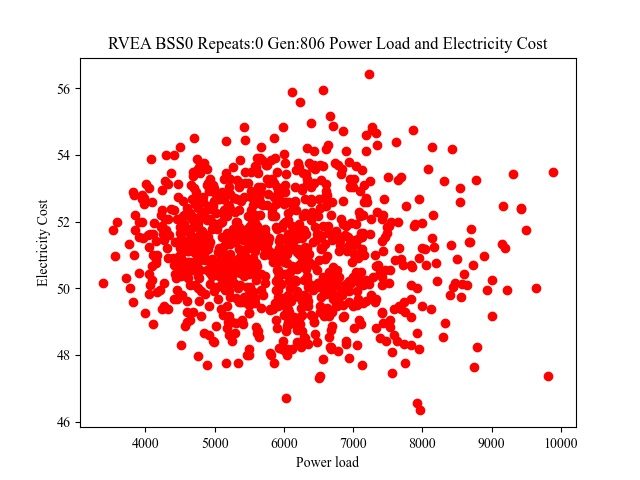 RVEA BSS0 Repeats:0 Gen:806 Power Load and Electricity Cost
Electricity Cost
56
54
52
50
48
46
4000 5000 6000 7000 8000 9000 10000
Power load